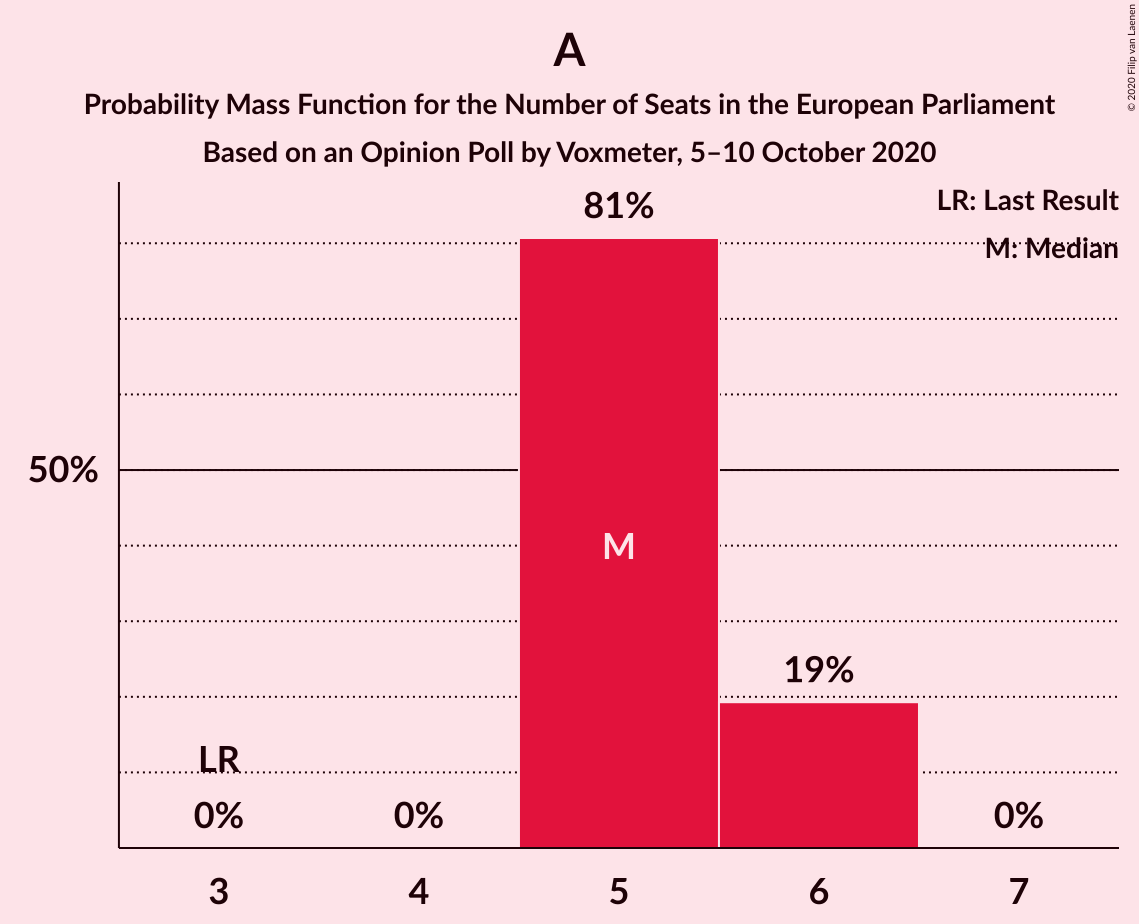 A
Probability Mass Function for the Number of Seats in the European Parliament
Based on an Opinion Poll by Voxmeter, 5–10 October 2020
© 2020 Filip van Laenen
LR: Last Result
M: Median
81%
50%
M
19%
LR
0%
0%
0%
3
4
5
6
7